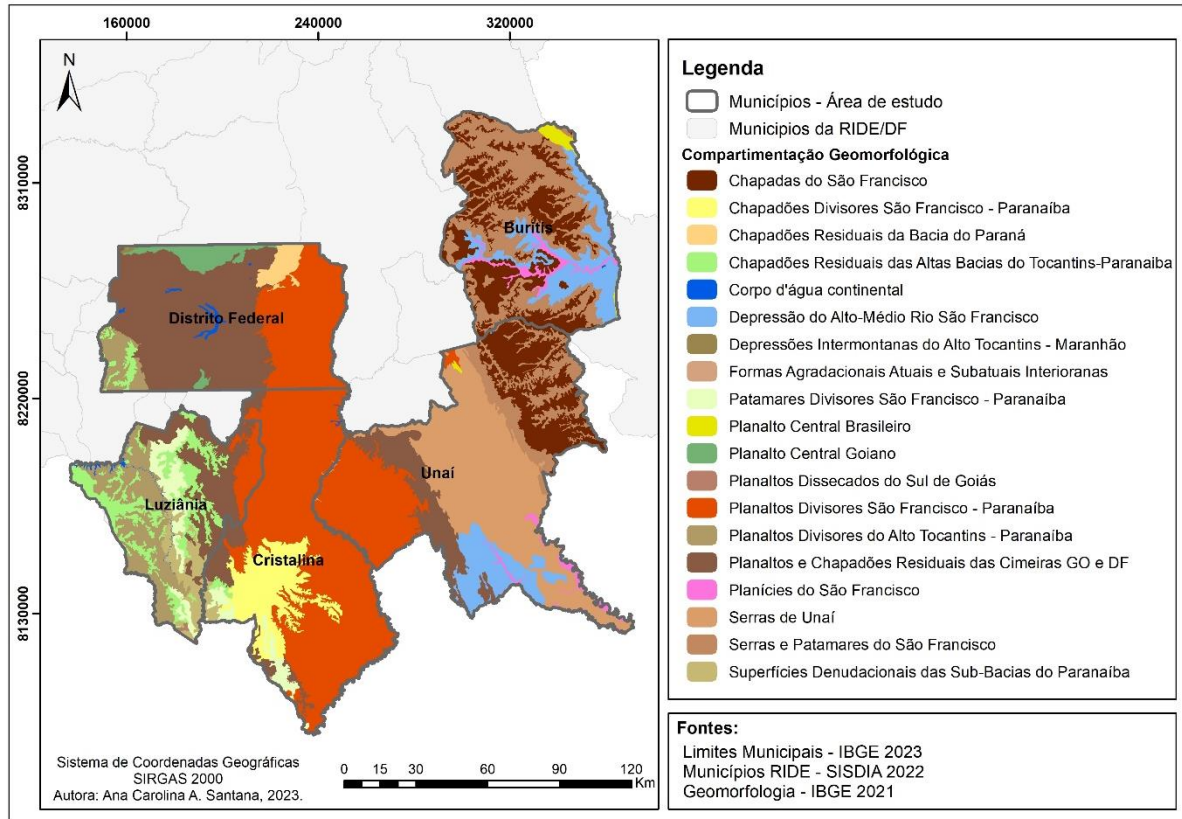 160000
240000
320000
N
8310000
8220000
8130000
Buritis
Distrito Federal
Unaí
Luziânia
Cristalina
Sistema de Coordenadas Geográficas
SIRGAS 2000
Autora: Ana Carolina A. Santana, 2023.
0 15 30 60 90 120
Km
Legenda
Municípios - Área de estudo
Municipios da RIDE/DF
Compartimentação Geomorfológica
Chapadas do São Francisco
Chapadões Divisores São Francisco - Paranaíba
Chapadões Residuais da Bacia do Paraná
Chapadões Residuais das Altas Bacias do Tocantins-Paranaiba
Corpo d'água continental
Depressão do Alto-Médio Rio São Francisco
Depressões Intermontanas do Alto Tocantins - Maranhão
Formas Agradacionais Atuais e Subatuais Interioranas
Patamares Divisores São Francisco - Paranaíba
Planalto Central Brasileiro
Planalto Central Goiano
Planaltos Dissecados do Sul de Goiás
Planaltos Divisores São Francisco - Paranaíba
Planaltos Divisores do Alto Tocantins - Paranaíba
Planaltos e Chapadões Residuais das Cimeiras GO e DF
Planícies do São Francisco
Serras de Unaí
Serras e Patamares do São Francisco
Superfícies Denudacionais das Sub-Bacias do Paranaíba
Fontes:
Limites Municipais - IBGE 2023
Municípios RIDE - SISDIA 2022
Geomorfologia - IBGE 2021